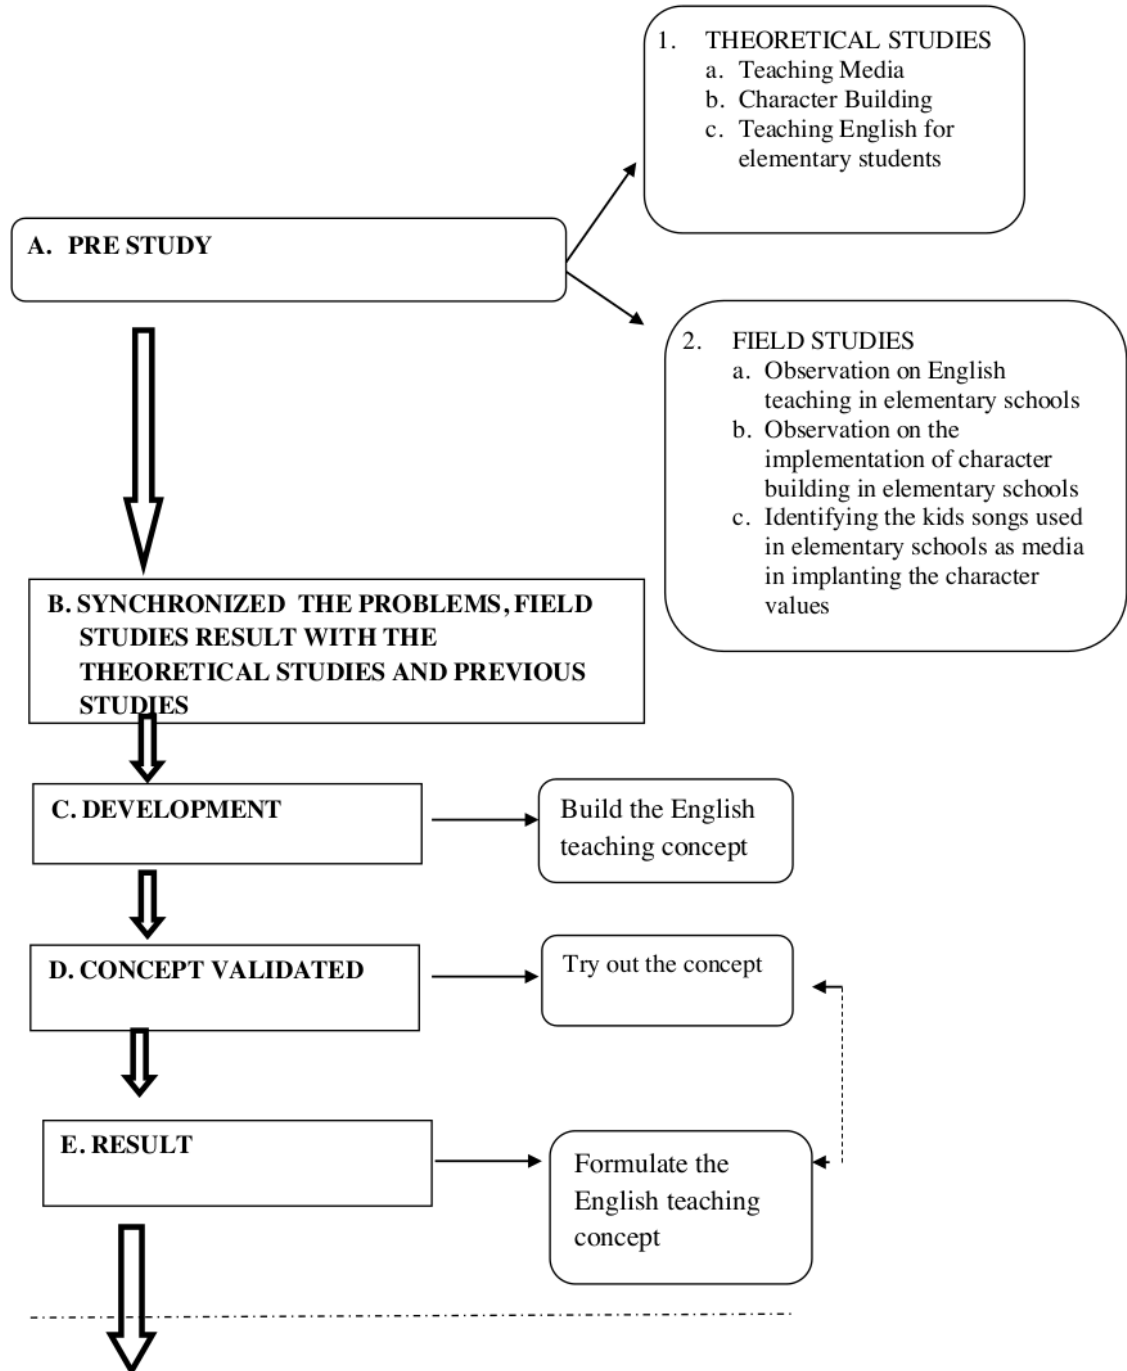 1. THEORETICAL STUDIES
a. Teaching Media
b. Character Building
c. Teaching English for
elementary students
A. PRE STUDY
2. FIELD STUDIES
a. Observation on English
teaching in elementary schools
b. Observation on the
implementation of character
building in elementary schools
c. Identifying the kids songs used
in elementary schools as media
in implanting the character
values
B. SYNCHRONIZED THE PROBLEMS, FIELD
STUDIES RESULT WITH THE
THEORETICAL STUDIES AND PREVIOUS
STUDIES
C. DEVELOPMENT
Build the English
teaching concept
D. CONCEPT VALIDATED
Try out the concept
E. RESULT
Formulate the
English teaching
concept